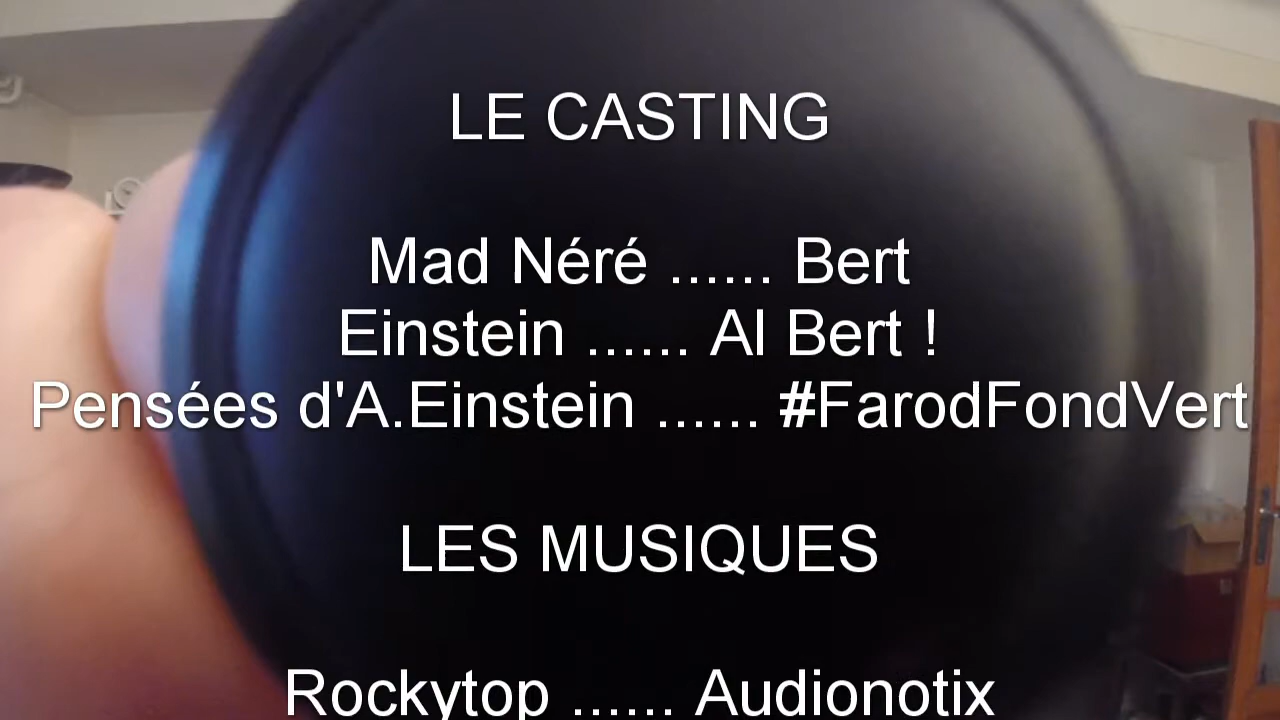 LE CASTING
Mad Néré ...... Bert
Einstein ...... Al Bert !
Pensées d'A.Einstein ...... #FarodFondVert
LES MUSIQUES
Rockytop ...... Audionotix